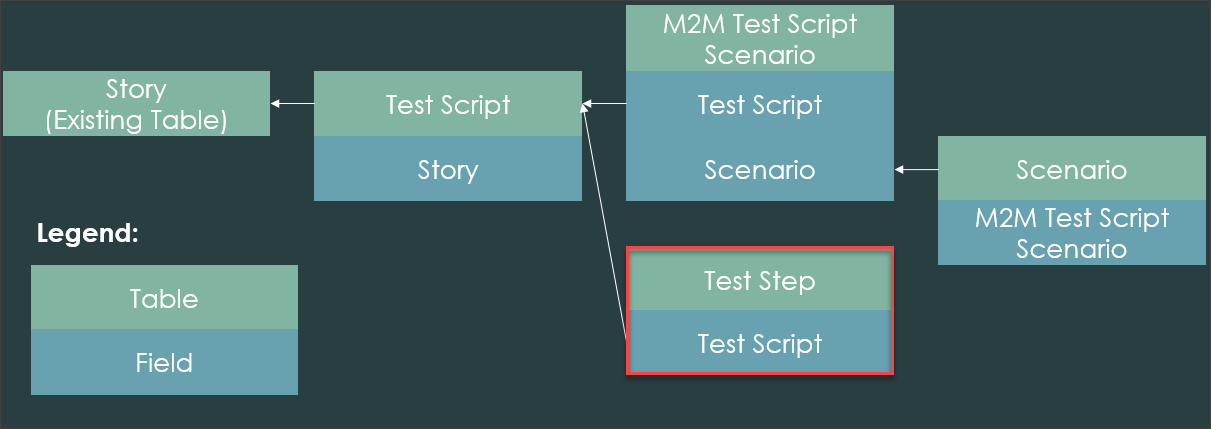 Story
(Existing Table)
Test Script
Story
M2M Test Script
Scenario
Test Script
Scenario
Scenario
M2M Test Script
Scenario
Test Step
Test Script
Legend:
Table
Field